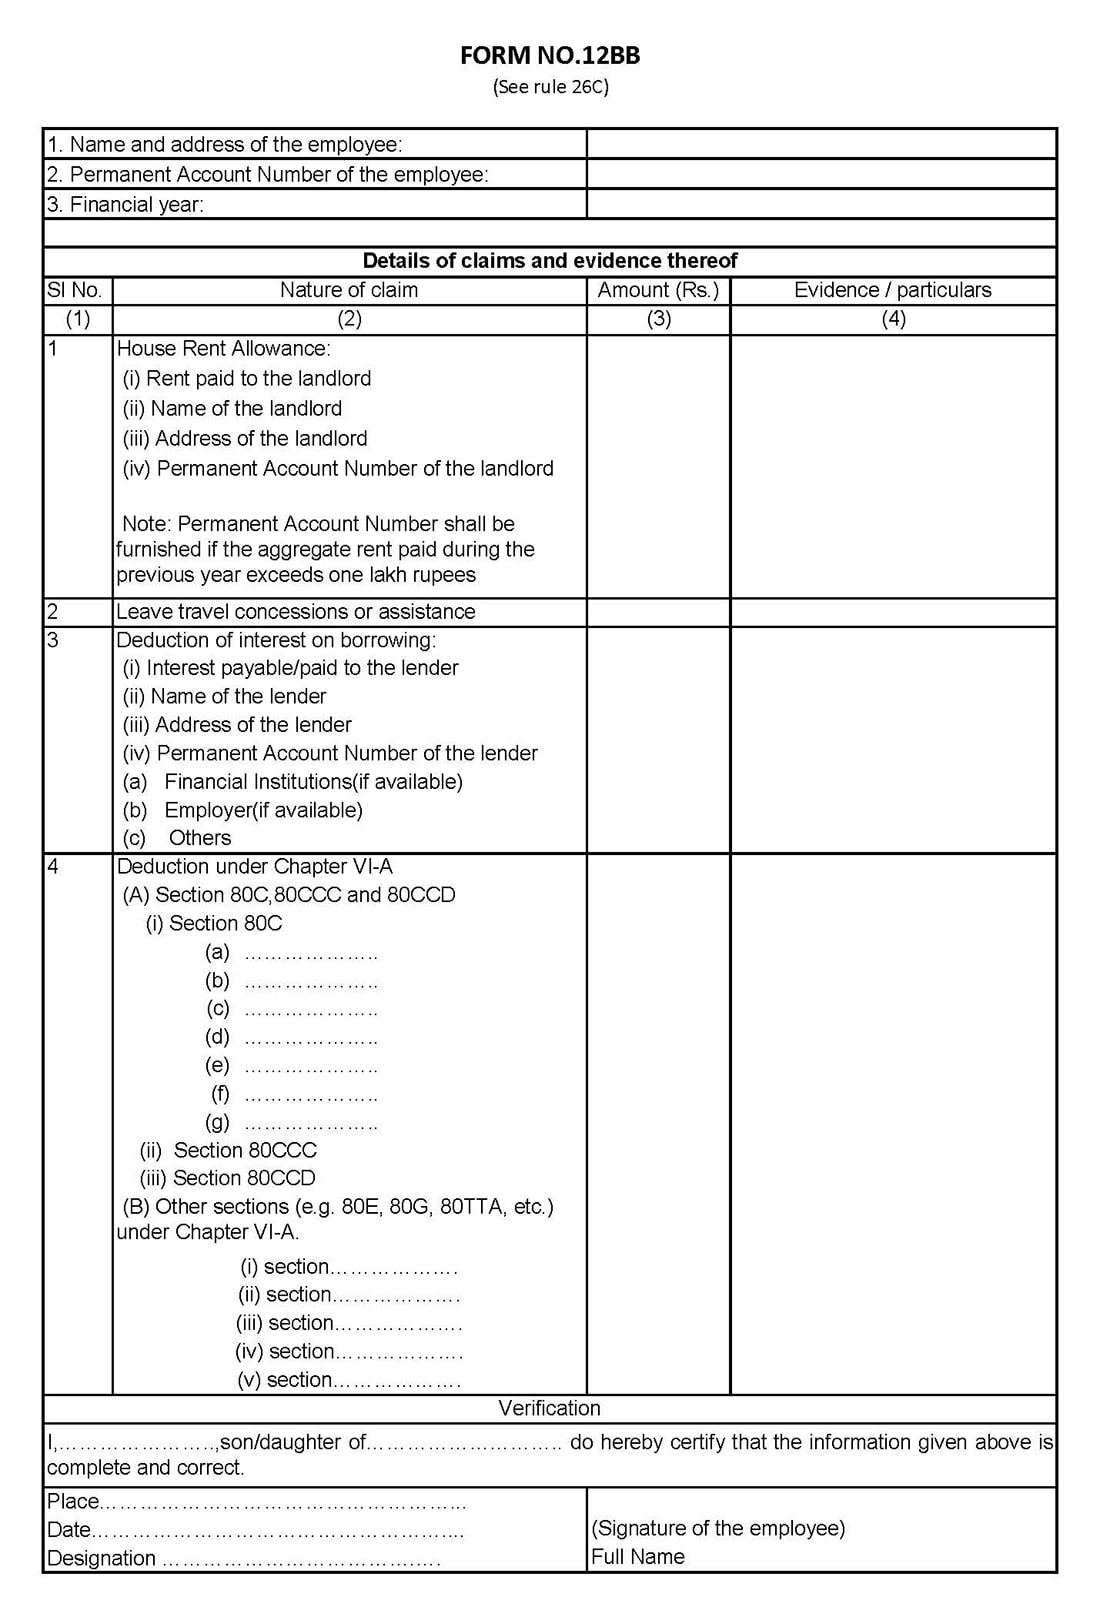 FORM NO.12BB
(See rule 26C)
1. Name and address of the employee:
2. Permanent Account Number of the employee:
3. Financial year:
Details of claims and evidence thereof
Sl No. Nature of claim Amount (Rs.) Evidence / particulars
(1) (2) (3) (4)
1 House Rent Allowance:
(i) Rent paid to the landlord
(ii) Name of the landlord
(iii) Address of the landlord
(iv) Permanent Account Number of the landlord
Note: Permanent Account Number shall be
furnished if the aggregate rent paid during the
previous year exceeds one lakh rupees
2 Leave travel concessions or assistance
3 Deduction of interest on borrowing:
(i) Interest payable/paid to the lender
(ii) Name of the lender
(iii) Address of the lender
(iv) Permanent Account Number of the lender
(a) Financial Institutions(if available)
(b) Employer(if available)
(c) Others
4 Deduction under Chapter VI-A
(A) Section 80C,80CCC and 80CCD
(i) Section 80C
(a) ………………..
(b) ………………..
(c) ………………..
(d) ………………..
(e) ………………..
(f) ………………..
(g) ………………..
(ii) Section 80CCC
(iii) Section 80CCD
(B) Other sections (e.g. 80E, 80G, 80TTA, etc.)
under Chapter VI-A.
(i) section……………….
(ii) section……………….
(iii) section……………….
(iv) section……………….
(v) section……………….
Verification
I,…………………..,son/daughter of……………………….. do hereby certify that the information given above is
complete and correct.
Place………………………………………………
Date……………………………………………….
Designation ……………………………….….
(Signature of the employee)
Full Name